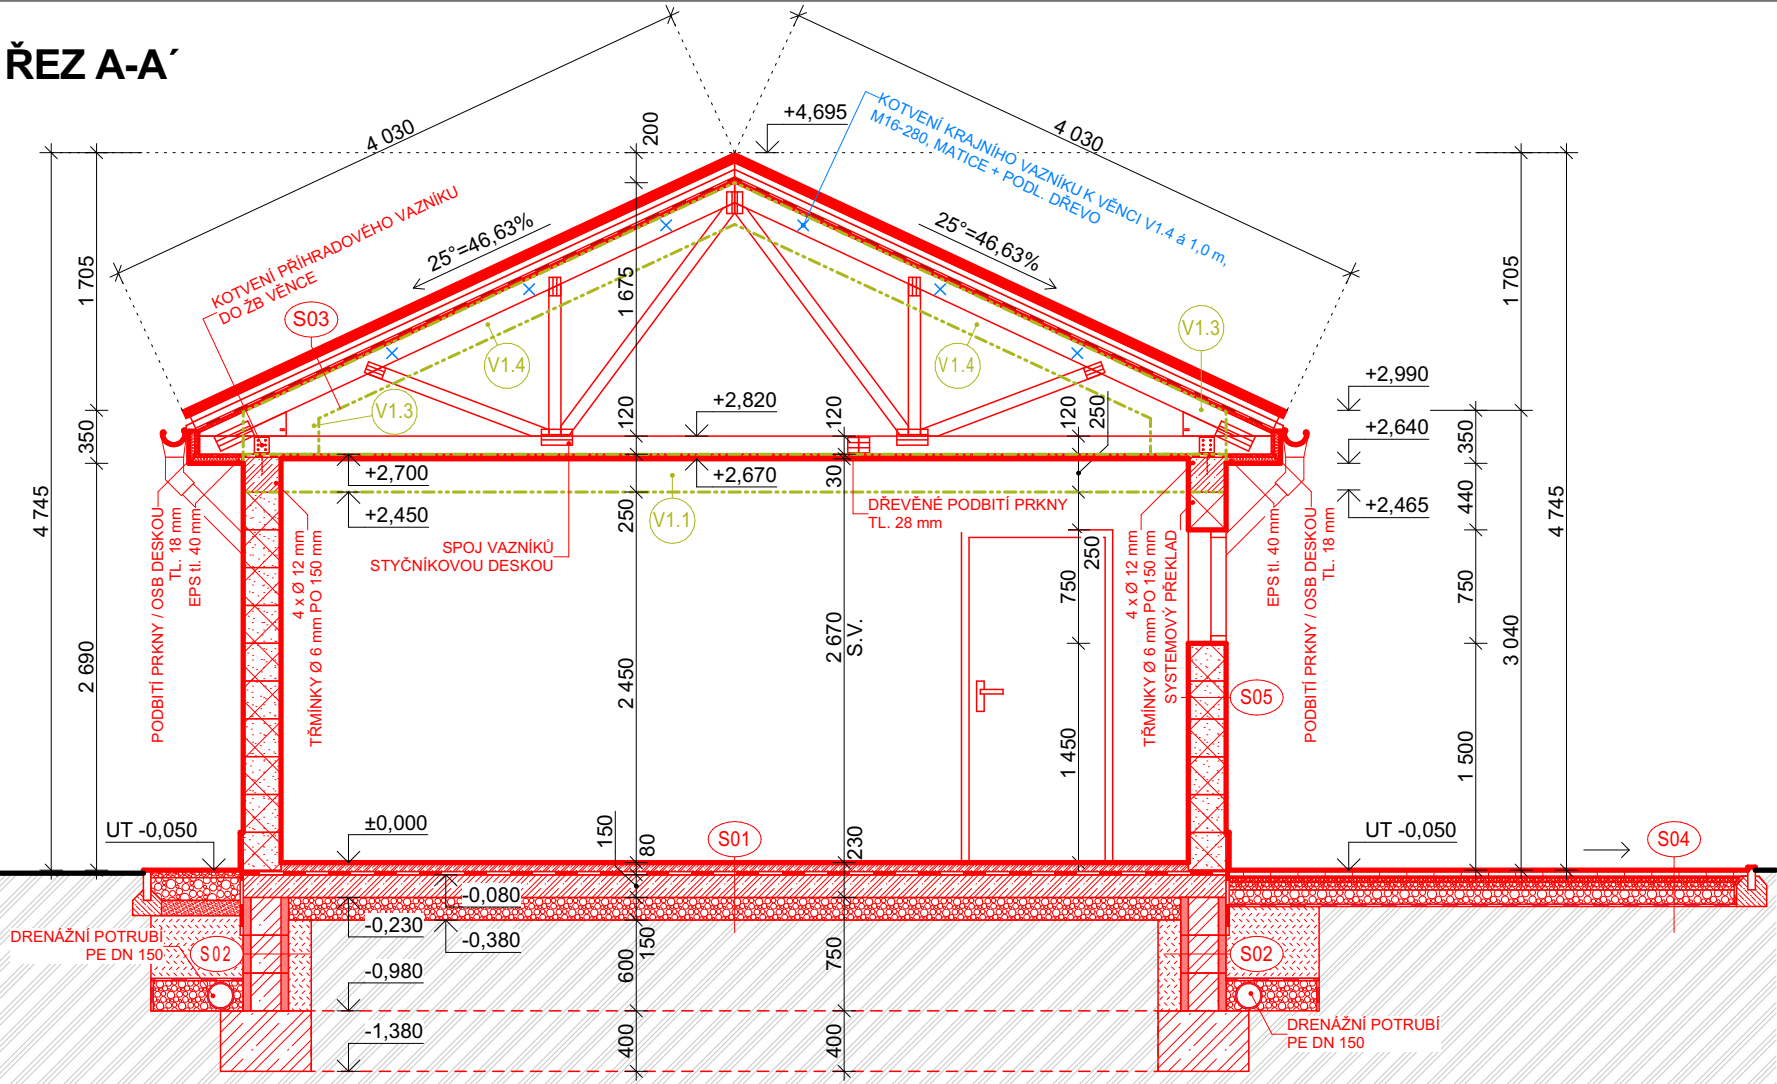 ŘEZ A-A´
4 030
200
+4,695
4 030
KOTVENÍ KRAJNÍHO VAZNÍKU K VĚNCI V1.4 á 1,0 m,
M16-280, MATICE + PODL. DŘEVO
KOTVENÍ PŘÍHRADOVÉHO VAZNÍKU
DO ŽB VĚNCE
25°=46,63%
25°=46,63%
1 705
1 675
1 705
S03
V1.3
V1.4
V1.4
V1.3
+2,990
+2,820
120
120
120
250
350
+2,640
350
+2,700
+2,670
30
+2,465
440
+2,450
250
V1.1
DŘEVĚNÉ PODBITÍ PRKNY
TL. 28 mm
SPOJ VAZNÍKŮ
STYČNÍKOVOU DESKOU
4 745
4 745
PODBITÍ PRKNY / OSB DESKOU
TL. 18 mm
EPS tl. 40 mm
4 x Ø 12 mm
TŘMÍNKY Ø 6 mm PO 150 mm
250
750
4 x Ø 12 mm
TŘMÍNKY Ø 6 mm PO 150 mm
SYSTEMOVÝ PŘEKLAD
EPS tl. 40 mm
PODBITÍ PRKNY / OSB DESKOU
TL. 18 mm
750
2 690
2 450
2 670
S.V.
3 040
S05
1 450
1 500
UT -0,050
±0,000
150
80
S01
230
UT -0,050
S04
-0,080
-0,230
-0,380
150
DRENÁŽNÍ POTRUBÍ
PE DN 150
S02
-0,980
600
750
S02
-1,380
400
400
DRENÁŽNÍ POTRUBÍ
PE DN 150